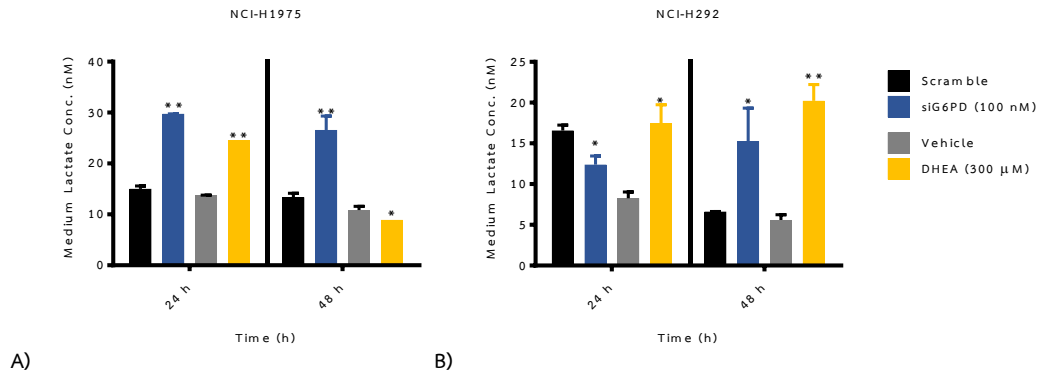 NCI-H1975
Medium Lactate Conc. (nM)
40
30
20
10
0
**
**
**
*
24 h
48 h
Time (h)
A)
NCI-H292
Medium Lactate Conc. (nM)
25
20
15
10
5
0
*
*
*
**
24 h
48 h
Time (h)
B)
Scramble
siG6PD (100 nM)
Vehicle
DHEA (300 µM)